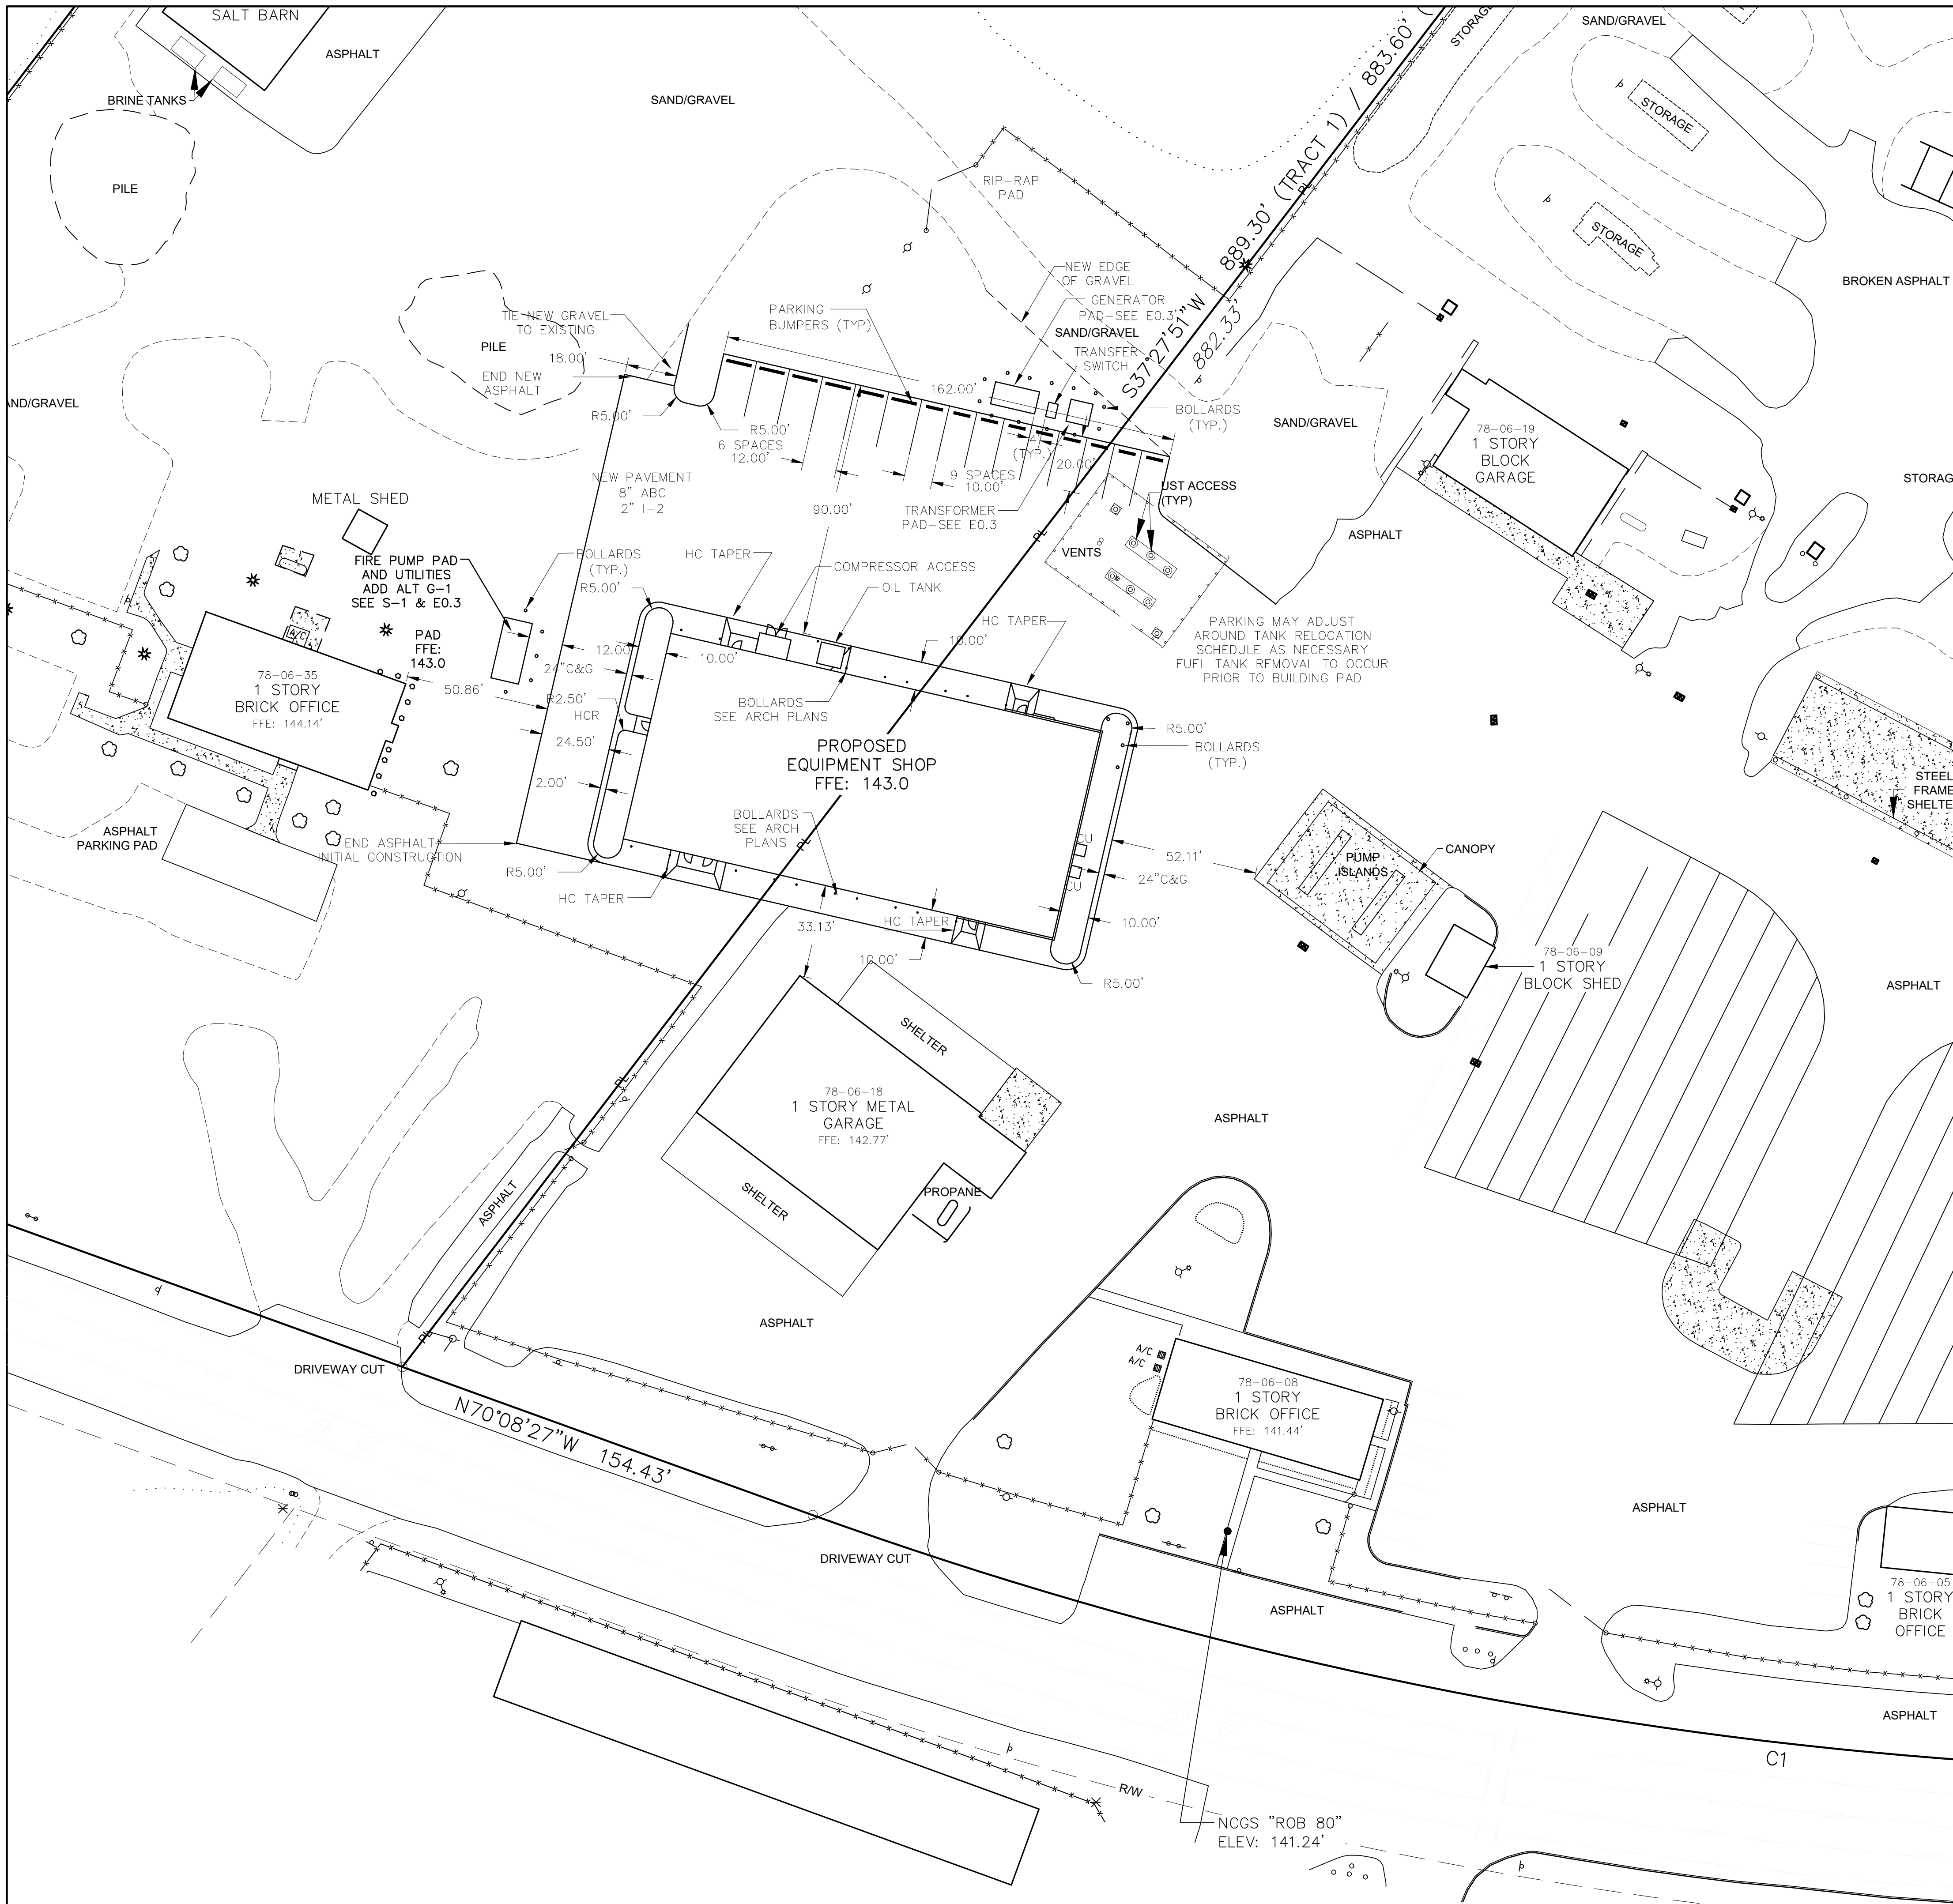 SALT BARN
ASPHALT
BRINE TANKS
PILE
SAND/GRAVEL
889.30' (TRACT 1) / 883.60'
S37°27'51"W
882.33'
PL
STORAGE
SAND/GRAVEL
STORAGE
STORAGE
BROKEN ASPHALT
RIP-RAP
PAD
NEW EDGE
OF GRAVEL
GENERATOR
PAD-SEE E0.3
SAND/GRAVEL
TRANSFER
SWITCH
BOLLARDS
(TYP.)
PARKING
BUMPERS (TYP)
TIE NEW GRAVEL
TO EXISTING
PILE
18.00'
END NEW
ASPHALT
R5.00'
R5.00'
162.00'
6 SPACES
12.00'
9 SPACES
10.00'
4'
(TYP.)
20.00'
TRANSFORMER
PAD-SEE E0.3
UST ACCESS
(TYP)
VENTS
PL
SAND/GRAVEL
ASPHALT
78-06-19
1 STORY
BLOCK
GARAGE
STORAG
AND/GRAVEL
METAL SHED
NEW PAVEMENT
8" ABC
2" I-2
90.00'
FIRE PUMP PAD
AND UTILITIES
ADD ALT G-1
SEE S-1 & E0.3
PAD
FFE:
143.0
BOLLARDS
(TYP.)
R5.00'
HC TAPER
COMPRESSOR ACCESS
OIL TANK
HC TAPER
10.00'
PARKING MAY ADJUST
AROUND TANK RELOCATION
SCHEDULE AS NECESSARY
FUEL TANK REMOVAL TO OCCUR
PRIOR TO BUILDING PAD
A/C
78-06-35
1 STORY
BRICK OFFICE
FFE: 144.14'
50.86'
12.00'
10.00'
24"C&G
R2.50'
HCR
24.50'
2.00'
BOLLARDS
SEE ARCH PLANS
PROPOSED
EQUIPMENT SHOP
FFE: 143.0
R5.00'
BOLLARDS
(TYP.)
BOLLARDS
SEE ARCH
PLANS
PL
CU
CU
52.11'
24"C&G
10.00'
R5.00'
ASPHALT
PARKING PAD
END ASPHALT
INITIAL CONSTRUCTION
R5.00'
HC TAPER
33.13'
HC TAPER
10.00'
PUMP
ISLANDS
CANOPY
STEEL
FRAME
SHELTE
78-06-09
1 STORY
BLOCK SHED
ASPHALT
SHELTER
78-06-18
1 STORY METAL
GARAGE
FFE: 142.77'
SHELTER
PROPANE
PL
ASPHALT
ASPHALT
ASPHALT
PL
DRIVEWAY CUT
N70°08'27"W 154.43'
A/C
A/C
78-06-08
1 STORY
BRICK OFFICE
FFE: 141.44'
DRIVEWAY CUT
ASPHALT
ASPHALT
78-06-05
1 STORY
BRICK
OFFICE
ASPHALT
C1
R/W
NCGS "ROB 80"
ELEV: 141.24'